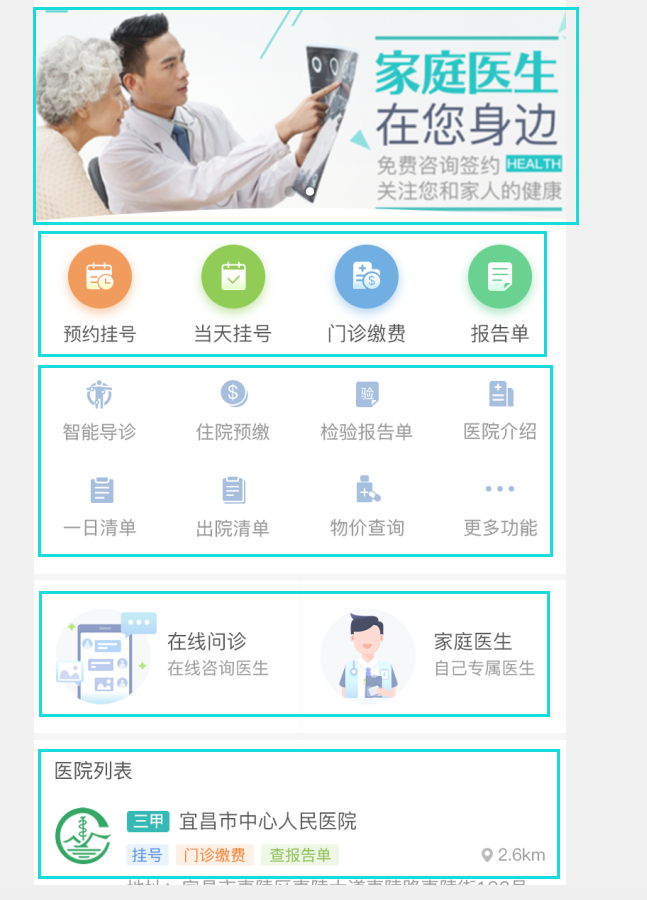 家庭医生
在您身边
免费咨询签约 HEALTH
关注您和家人的健康
预约挂号 当天挂号 门诊缴费 报告单
智能导诊 住院预缴 检验报告单 医院介绍
一日清单 出院清单 物价查询 更多功能
在线问诊 家庭医生
在线咨询医生 自己专属医生
医院列表
三甲 宜昌市中心人民医院
挂号 门诊缴费 查报告单 2.6km